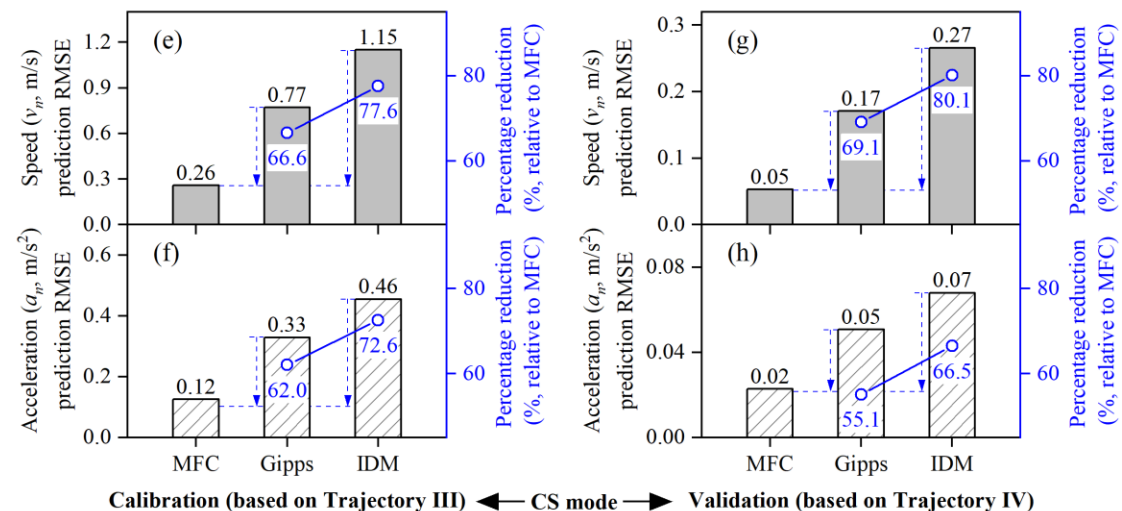 Speed (vn, m/s)
prediction RMSE
1.2
0.9
0.6
0.3
0.0
(e)
0.26
0.77
1.15
66.6
77.6
80
60
Percentage reduction
(%, relative to MFC)
Speed (vn, m/s)
prediction RMSE
0.3
0.2
0.1
0.0
(g)
0.05
0.17
0.27
69.1
80.1
80
60
Percentage reduction
(%, relative to MFC)
Acceleration (an, m/s²)
prediction RMSE
0.6
0.4
0.2
0.0
(f)
0.12
0.33
0.46
62.0
72.6
80
60
Percentage reduction
(%, relative to MFC)
MFC Gipps IDM
Acceleration (an, m/s²)
prediction RMSE
0.08
0.04
0.00
(h)
0.02
0.05
0.07
55.1
66.5
80
60
Percentage reduction
(%, relative to MFC)
MFC Gipps IDM
Calibration (based on Trajectory III) CS mode Validation (based on Trajectory IV)